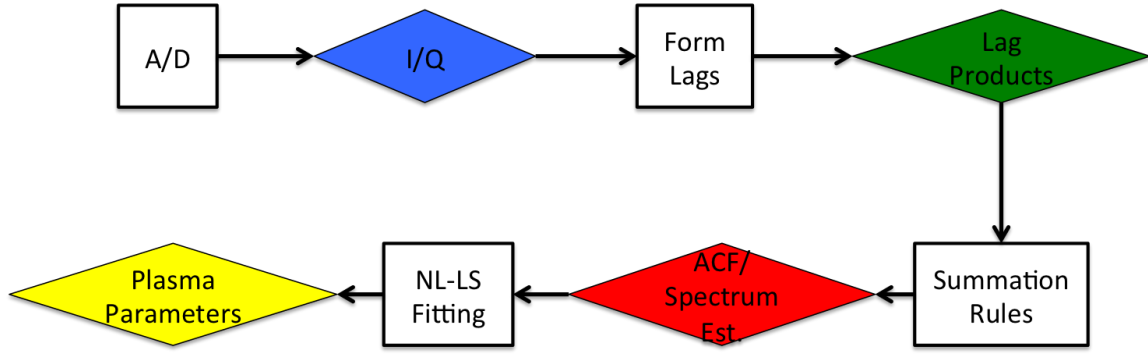 A/D
I/Q
Form
Lags
Lag
Products
Plasma
Parameters
NL-LS
Fitting
ACF/
Spectrum
Est.
Summation
Rules